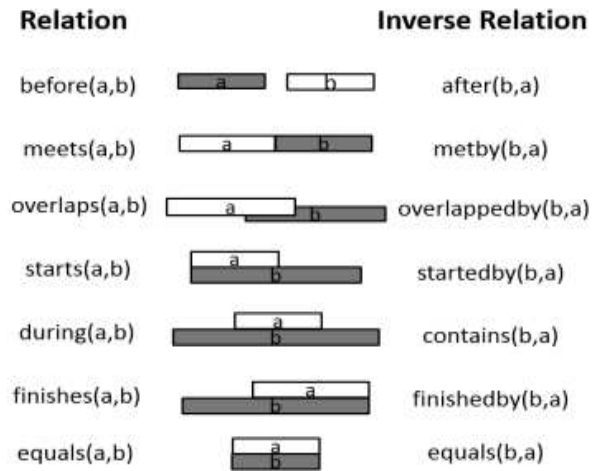 Relation Inverse Relation
before(a,b) a b after(b,a)
meets(a,b) a b metby(b,a)
overlaps(a,b) a b overlappedby(b,a)
starts(a,b) a b startedby(b,a)
during(a,b) a b contains(b,a)
finishes(a,b) a b finishedby(b,a)
equals(a,b) a b equals(b,a)